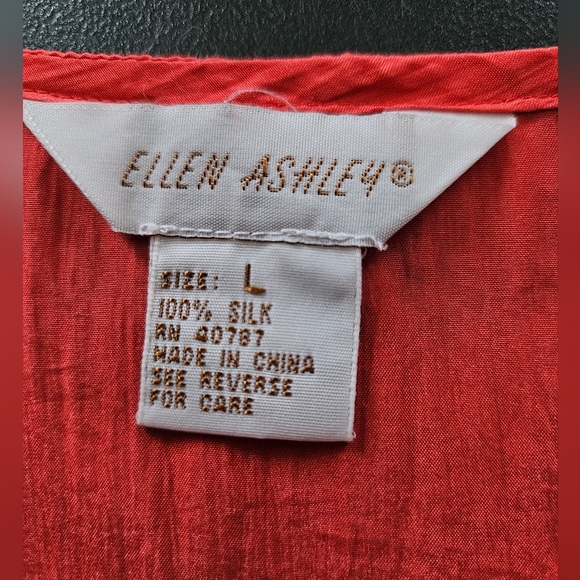 ELLEN ASHLEY®
SIZE: L
100% SILK
RN 40787
MADE IN CHINA
SEE REVERSE
FOR CARE